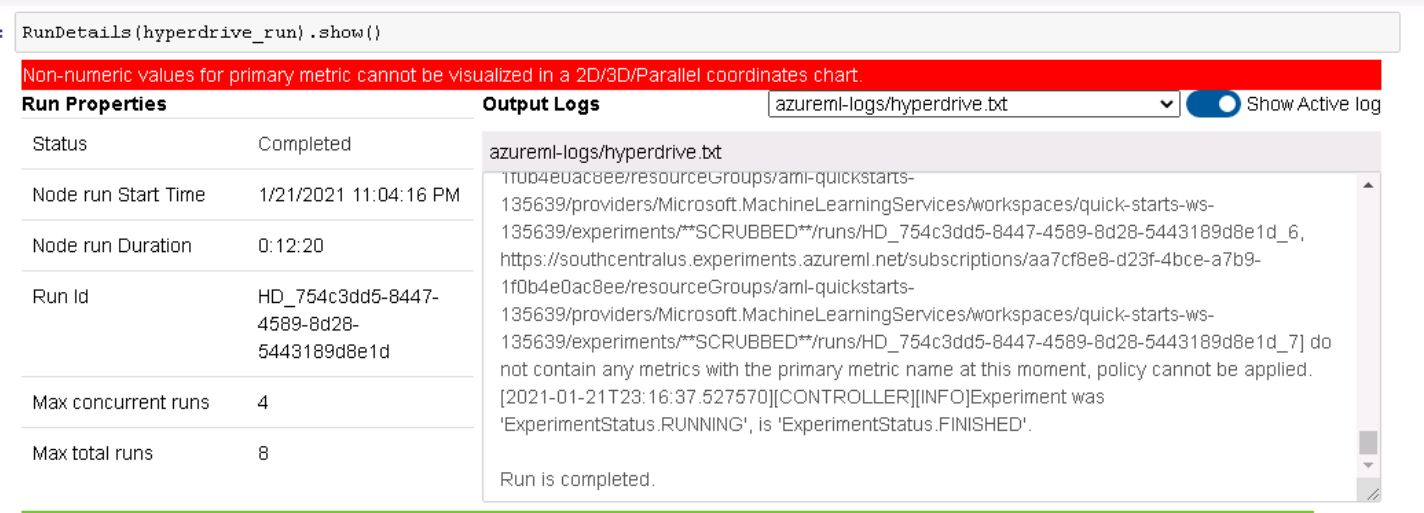 RunDetails(hyperdrive_run).show()
Non-numeric values for primary metric cannot be visualized in a 2D/3D/Parallel coordinates chart.
Run Properties
Status Completed
Node run Start Time 1/21/2021 11:04:16 PM
Node run Duration 0:12:20
Run Id HD_754c3dd5-8447-
4589-8d28-
5443189d8e1d
Max concurrent runs 4
Max total runs 8
Output Logs azureml-logs/hyperdrive.txt Show Active log
azureml-logs/hyperdrive.txt
1f0b4e0ac8ee/resourceGroups/aml-quickstarts-
135639/providers/Microsoft.MachineLearningServices/workspaces/quick-starts-ws-
135639/experiments/**SCRUBBED**/runs/HD_754c3dd5-8447-4589-8d28-5443189d8e1d_6,
https://southcentralus.experiments.azureml.net/subscriptions/aa7cf8e8-d23f-4bce-a7b9-
1f0b4e0ac8ee/resourceGroups/aml-quickstarts-
135639/providers/Microsoft.MachineLearningServices/workspaces/quick-starts-ws-
135639/experiments/**SCRUBBED**/runs/HD_754c3dd5-8447-4589-8d28-5443189d8e1d_7] do
not contain any metrics with the primary metric name at this moment, policy cannot be applied.
[2021-01-21T23:16:37.527570][CONTROLLER][INFO]Experiment was
'ExperimentStatus.RUNNING', is 'ExperimentStatus.FINISHED'.
Run is completed.